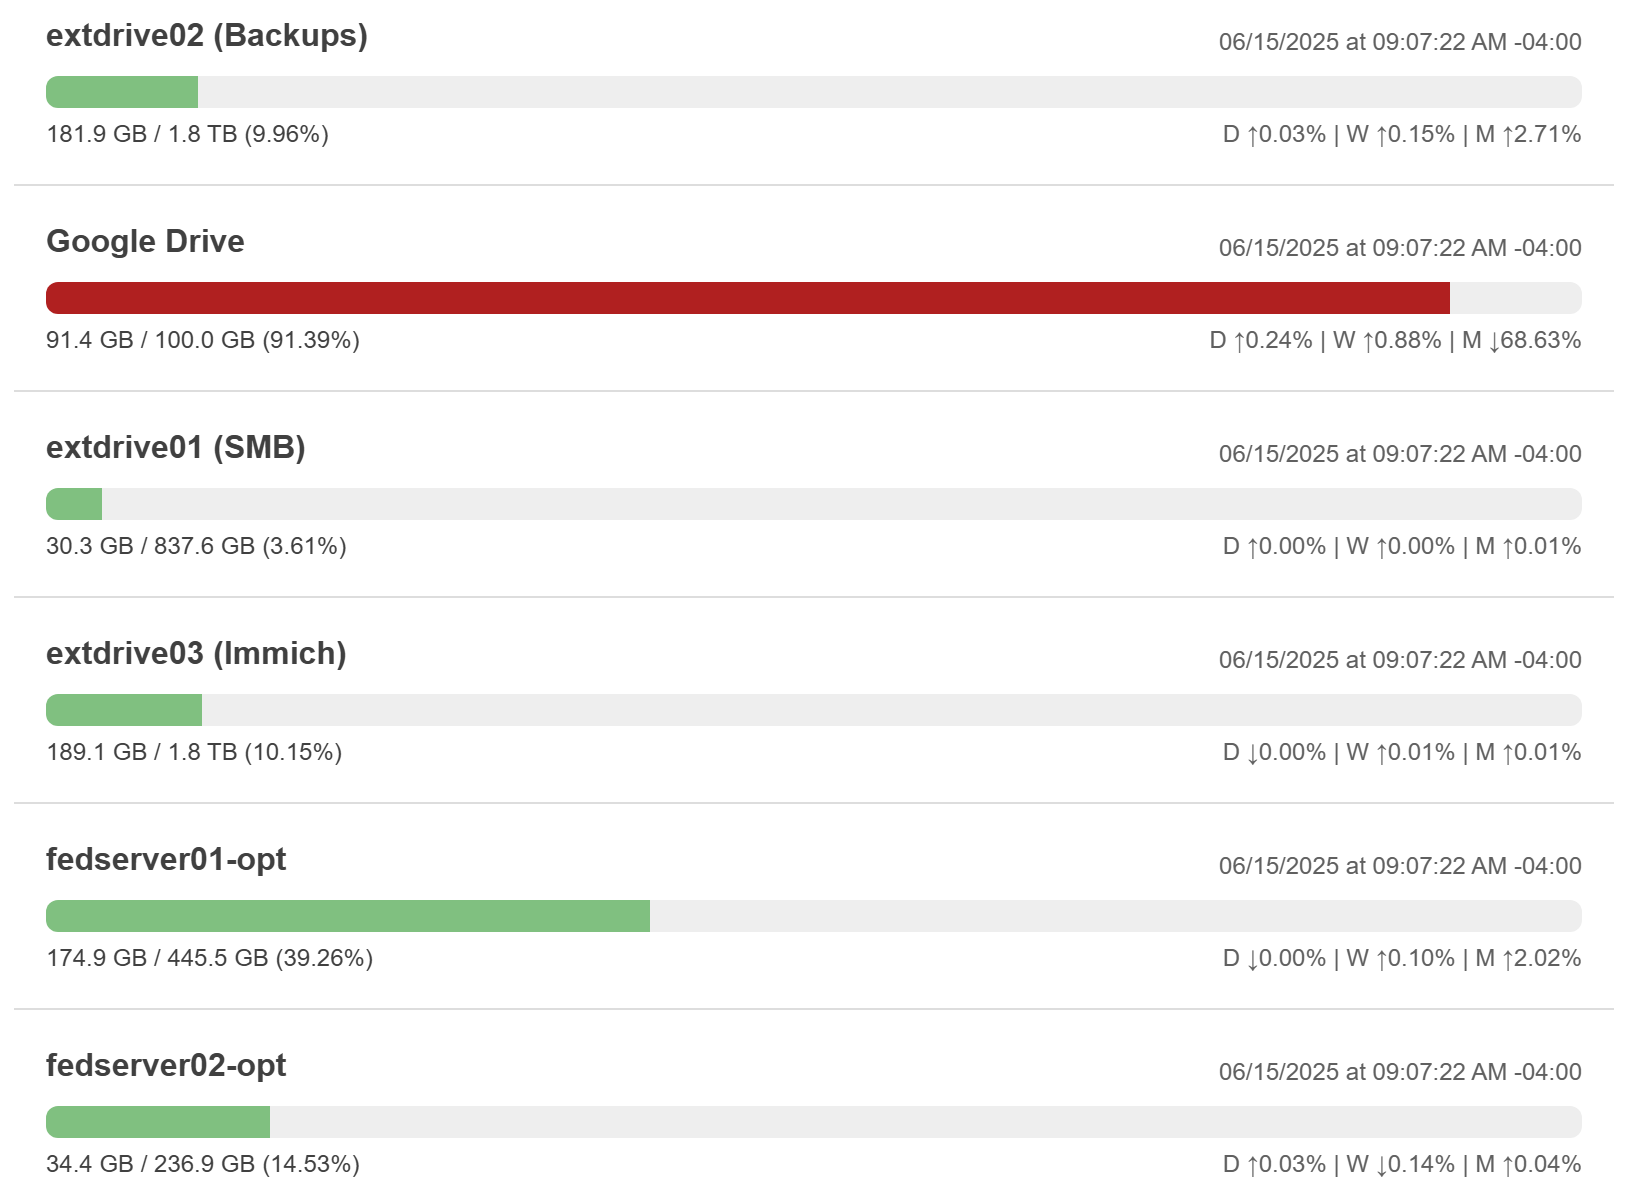 extdrive02 (Backups)
06/15/2025 at 09:07:22 AM -04:00
181.9 GB / 1.8 TB (9.96%)
D ↑0.03% | W ↑0.15% | M ↑2.71%
Google Drive
06/15/2025 at 09:07:22 AM -04:00
91.4 GB / 100.0 GB (91.39%)
D ↑0.24% | W ↑0.88% | M ↓68.63%
extdrive01 (SMB)
06/15/2025 at 09:07:22 AM -04:00
30.3 GB / 837.6 GB (3.61%)
D ↑0.00% | W ↑0.00% | M ↑0.01%
extdrive03 (Immich)
06/15/2025 at 09:07:22 AM -04:00
189.1 GB / 1.8 TB (10.15%)
D ↓0.00% | W ↑0.01% | M ↑0.01%
fedserver01-opt
06/15/2025 at 09:07:22 AM -04:00
174.9 GB / 445.5 GB (39.26%)
D ↓0.00% | W ↑0.10% | M ↑2.02%
fedserver02-opt
06/15/2025 at 09:07:22 AM -04:00
34.4 GB / 236.9 GB (14.53%)
D ↑0.03% | W ↓0.14% | M ↑0.04%